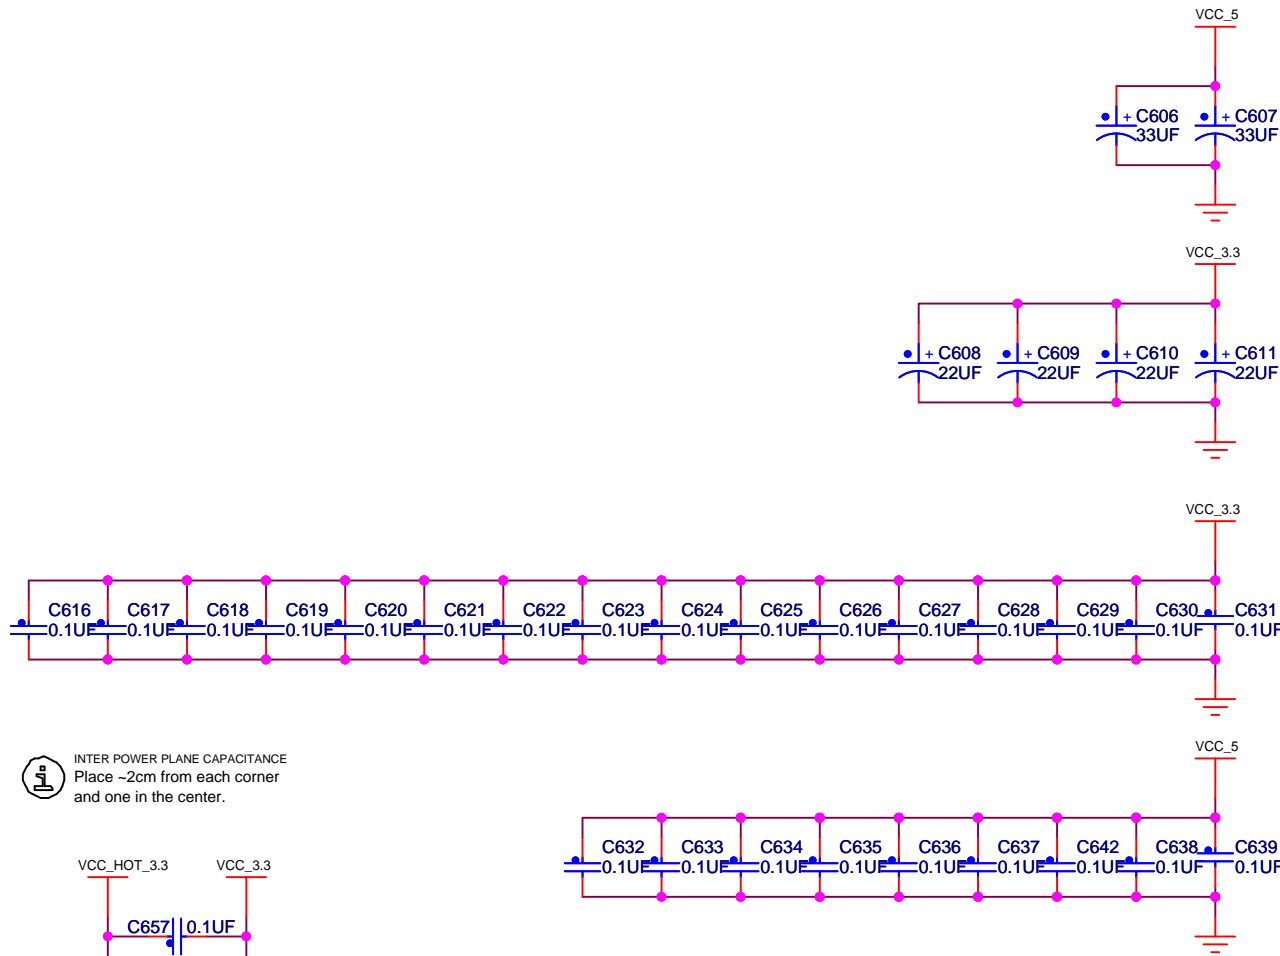 VCC_5
+ C606 + C607
33UF 33UF
VCC_3.3
+ C608 + C609 + C610 + C611
22UF 22UF 22UF 22UF
VCC_3.3
C616 C617 C618 C619 C620 C621 C622 C623 C624 C625 C626 C627 C628 C629 C630 C631
0.1UF 0.1UF 0.1UF 0.1UF 0.1UF 0.1UF 0.1UF 0.1UF 0.1UF 0.1UF 0.1UF 0.1UF 0.1UF 0.1UF 0.1UF 0.1UF
INTER POWER PLANE CAPACITANCE
Place ~2cm from each corner
and one in the center.
VCC_5
C632 C633 C634 C635 C636 C637 C642 C638 C639
0.1UF 0.1UF 0.1UF 0.1UF 0.1UF 0.1UF 0.1UF 0.1UF 0.1UF
VCC_HOT_3.3 VCC_3.3
C657 0.1UF